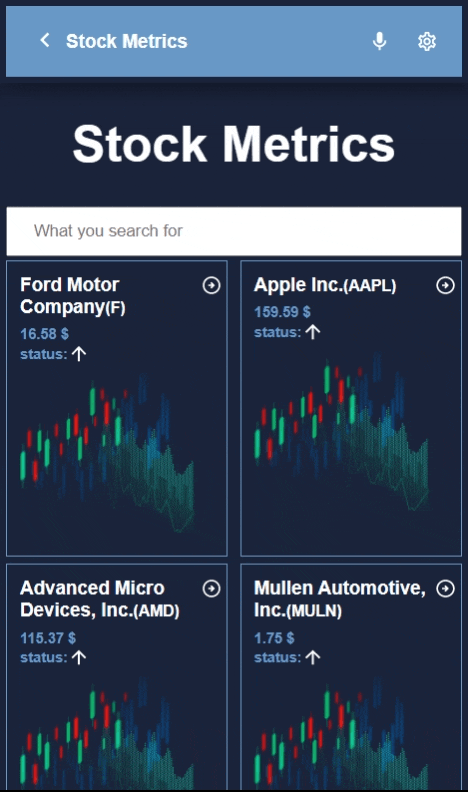 Stock Metrics
Stock Metrics
What you search for
Ford Motor
Company(F)
16.58 $
status:
Apple Inc.(AAPL)
159.59 $
status:
Advanced Micro
Devices, Inc.(AMD)
115.37 $
status:
Mullen Automotive,
Inc.(MULN)
1.75 $
status: